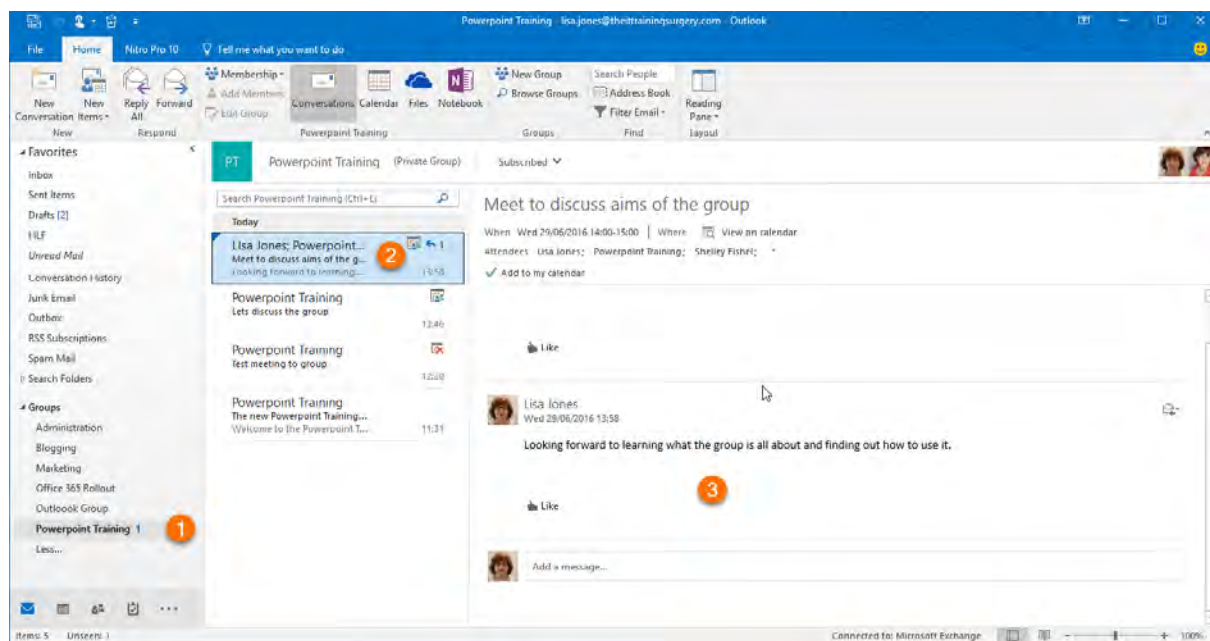 Powerpoint Training - lisa.jones@theittrainingsurgery.com - Outlook
File Home Nitro Pro 10 Tell me what you want to do
New Conversation
New Items
New
Reply All
Forward
Respond
Membership
Add Members
Edit Group
Conversations
Calendar
Files
Notebook
Powerpoint Training
New Group
Browse Groups
Groups
Search People
Address Book
Filter Email
Find
Reading Pane
Layout
Favorites
Inbox
Sent Items
Drafts [2]
HLF
Unread Mail
Conversation History
Junk Email
Outbox
RSS Subscriptions
Spam Mail
Search Folders
Groups
Administration
Blogging
Marketing
Office 365 Rollout
Outloook Group
Powerpoint Training 1
1
Less...
Items: 5 Unseen: 1
PT Powerpoint Training (Private Group) Subscribed
Search Powerpoint Training (Ctrl+E)
Today
Lisa Jones; Powerpoint... 1
2
Meet to discuss aims of the g...
Looking forward to learning... 13:58
Powerpoint Training
Lets discuss the group
12:46
Powerpoint Training
Test meeting to group
Powerpoint Training
The new Powerpoint Training...
Welcome to the Powerpoint T... 11:31
Meet to discuss aims of the group
When Wed 29/06/2016 14:00-15:00 Where View on calendar
attendees Lisa Jones; Powerpoint Training; Shelley Fishel;
Add to my calendar
Like
Lisa Jones
Wed 29/06/2016 13:58
Looking forward to learning what the group is all about and finding out how to use it.
3
Like
Add a message...
Connected to: Microsoft Exchange 100%